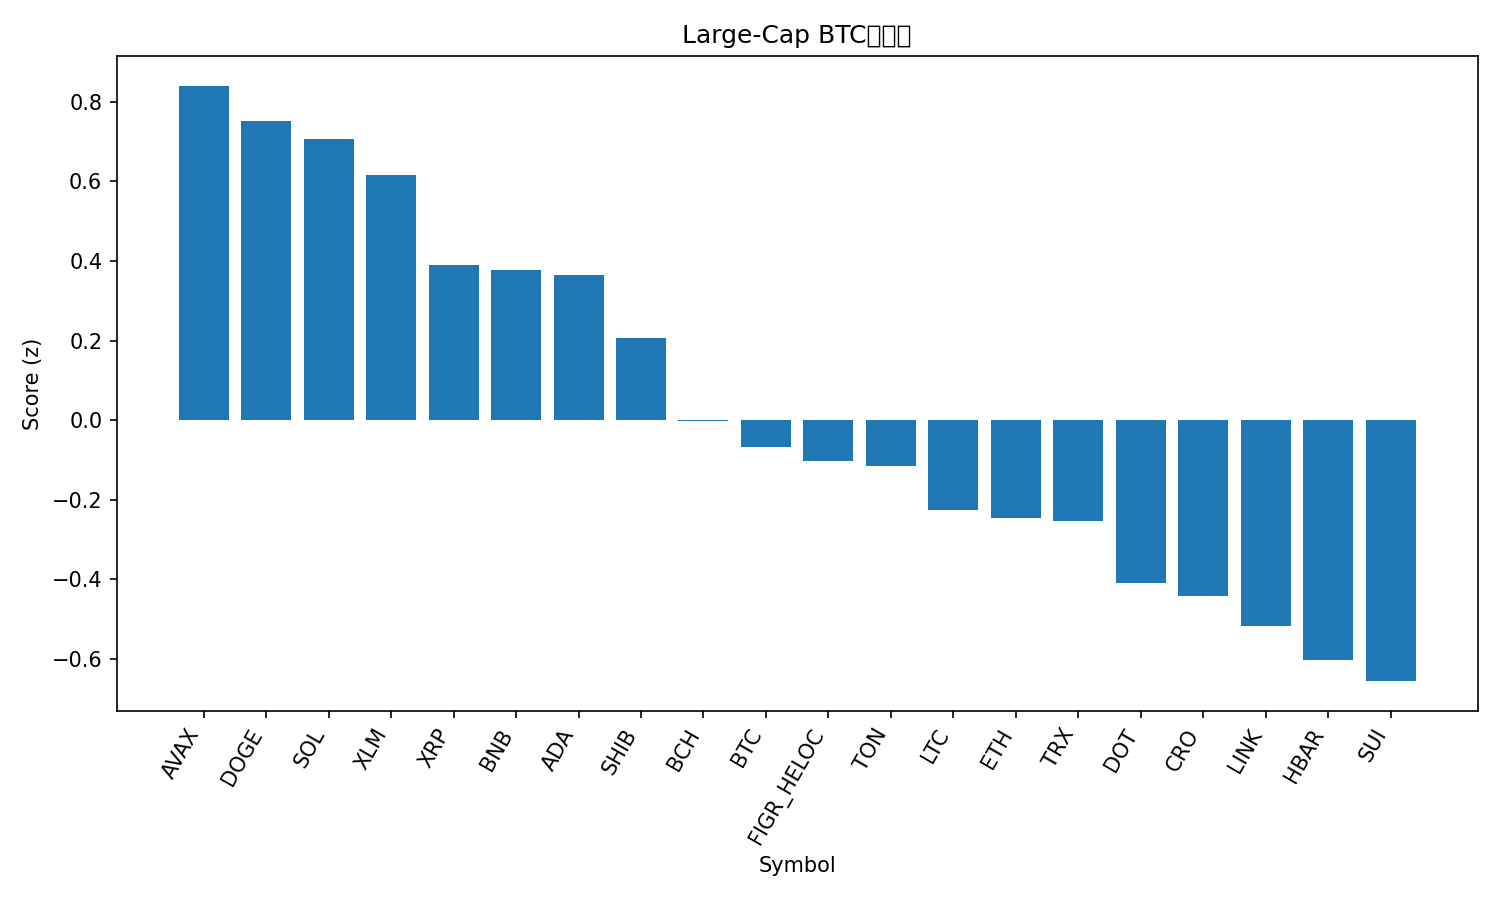 Large-Cap BTC
Score (z)
0.8
0.6
0.4
0.2
0.0
−0.2
−0.4
−0.6
AVAX
DOGE
SOL
XLM
XRP
BNB
ADA
SHIB
BCH
BTC
FIGR_HELOC
TON
LTC
ETH
TRX
DOT
CRO
LINK
HBAR
SUI
Symbol